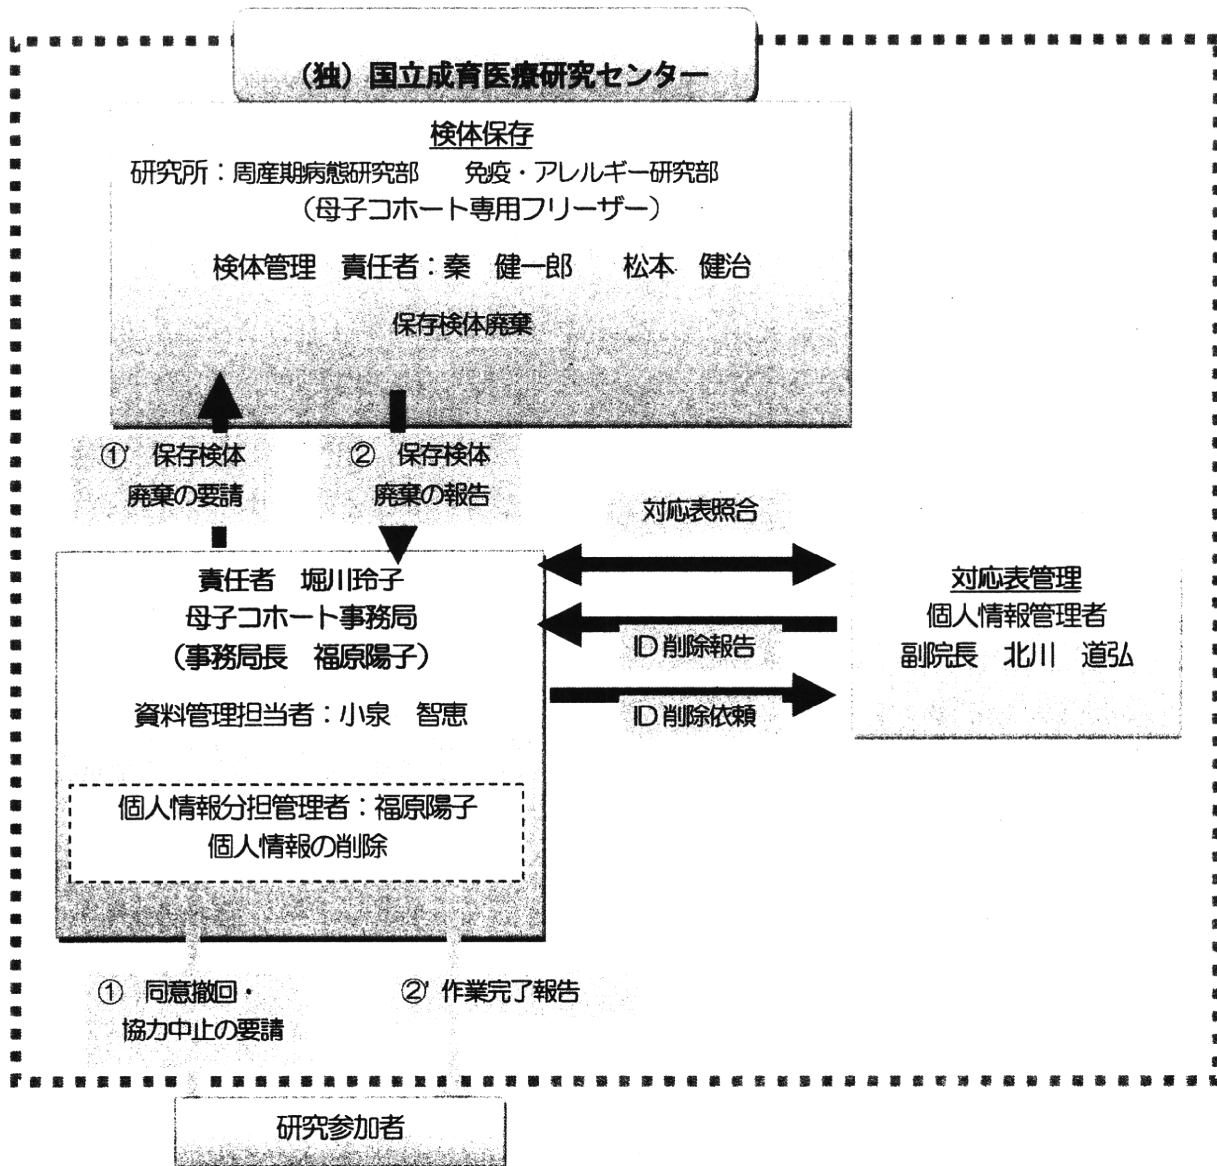 (独)国立成育医療研究センター
検体保存
研究所：周産期病態研究部　免疫・アレルギー研究部
（母子コホート専用フリーザー）
検体管理　責任者：秦　健一郎　　松本　健治
保存検体廃棄
①’　保存検体
廃棄の要請
②　保存検体
廃棄の報告
対応表照合
責任者　堀川玲子
母子コホート事務局
（事務局長　福原陽子）
資料管理担当者：小泉　智恵
ID 削除報告
ID 削除依頼
対応表管理
個人情報管理者
副院長　北川　道弘
個人情報分担管理者：福原陽子
個人情報の削除
①　同意撤回・
協力中止の要請
②’ 作業完了報告
研究参加者